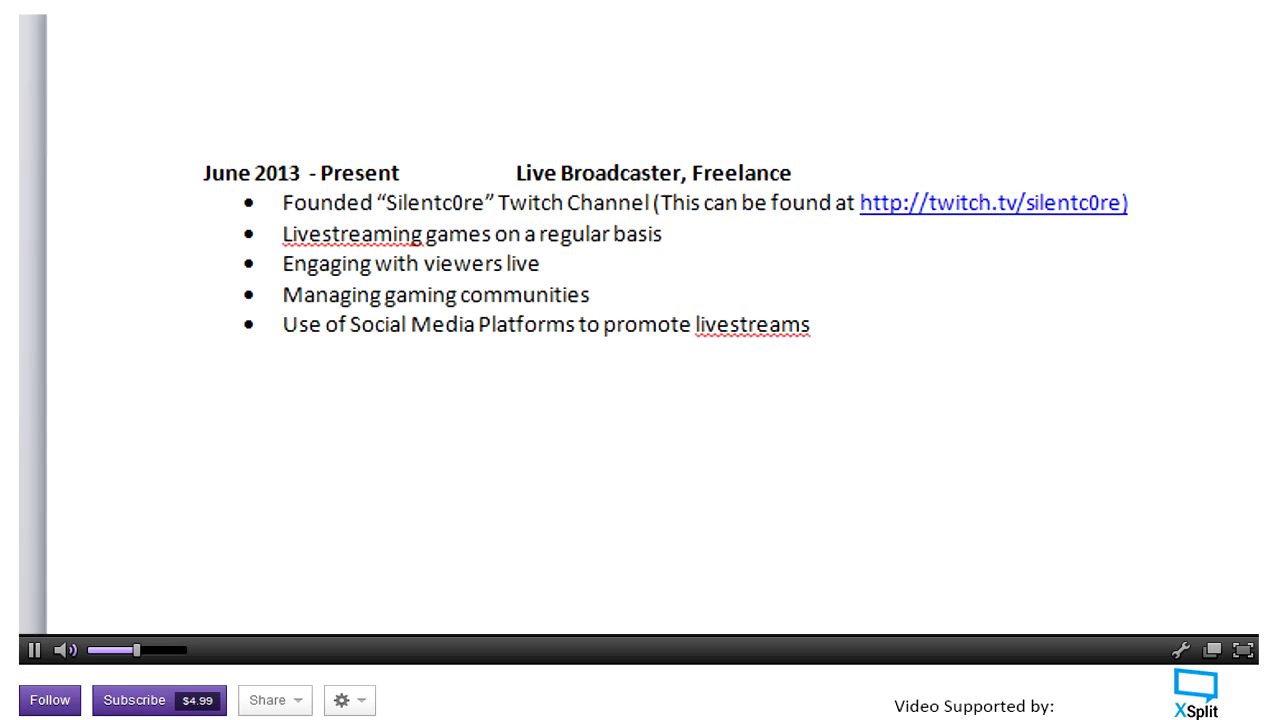 June 2013 - Present Live Broadcaster, Freelance
• Founded “Silentc0re” Twitch Channel (This can be found at http://twitch.tv/silentc0re)
• Livestreaming games on a regular basis
• Engaging with viewers live
• Managing gaming communities
• Use of Social Media Platforms to promote livestreams
Follow Subscribe $4.99 Share
Video Supported by: XSplit